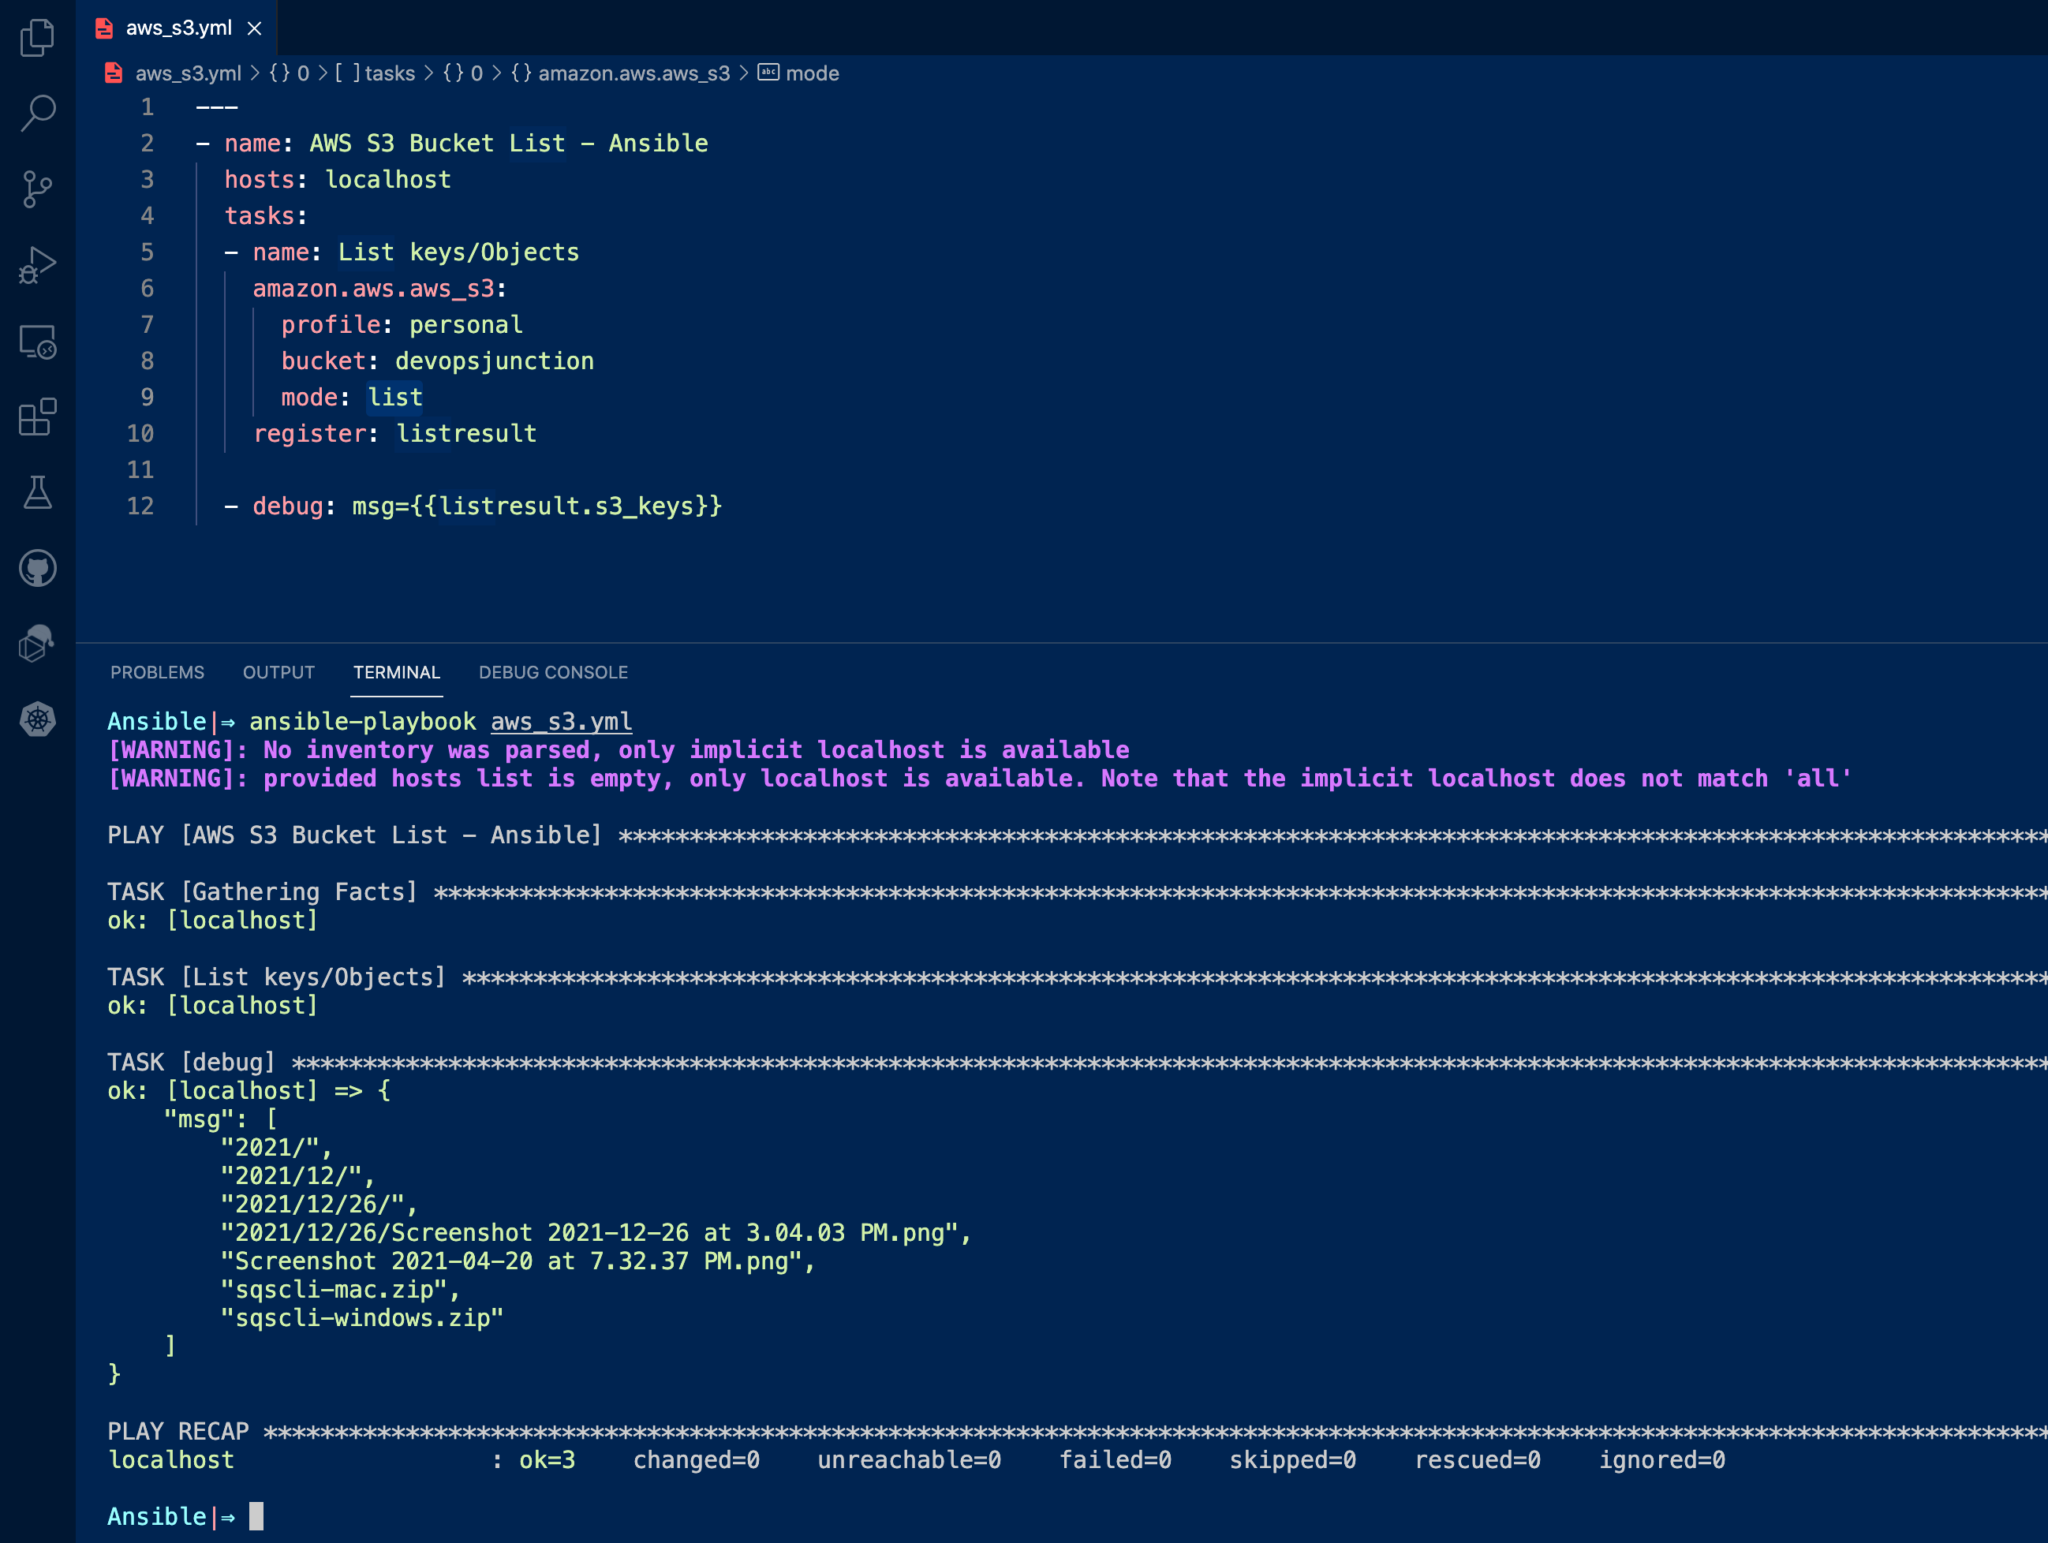 aws_s3.yml
aws_s3.yml > {} 0 > [ ] tasks > {} 0 > {} amazon.aws.aws_s3 > abc mode
1 ---
2 - name: AWS S3 Bucket List - Ansible
3   hosts: localhost
4   tasks:
5   - name: List keys/Objects
6     amazon.aws.aws_s3:
7       profile: personal
8       bucket: devopsjunction
9       mode: list
10     register: listresult
11
12   - debug: msg={{listresult.s3_keys}}
PROBLEMS OUTPUT TERMINAL DEBUG CONSOLE
Ansible|⇒ ansible-playbook aws_s3.yml
[WARNING]: No inventory was parsed, only implicit localhost is available
[WARNING]: provided hosts list is empty, only localhost is available. Note that the implicit localhost does not match 'all'
PLAY [AWS S3 Bucket List - Ansible] *****************************************************************************************************
TASK [Gathering Facts] ******************************************************************************************************************
ok: [localhost]
TASK [List keys/Objects] ****************************************************************************************************************
ok: [localhost]
TASK [debug] ****************************************************************************************************************************
ok: [localhost] => {
    "msg": [
        "2021/",
        "2021/12/",
        "2021/12/26/",
        "2021/12/26/Screenshot 2021-12-26 at 3.04.03 PM.png",
        "Screenshot 2021-04-20 at 7.32.37 PM.png",
        "sqscli-mac.zip",
        "sqscli-windows.zip"
    ]
}
PLAY RECAP ******************************************************************************************************************************
localhost                  : ok=3    changed=0    unreachable=0    failed=0    skipped=0    rescued=0    ignored=0
Ansible|⇒